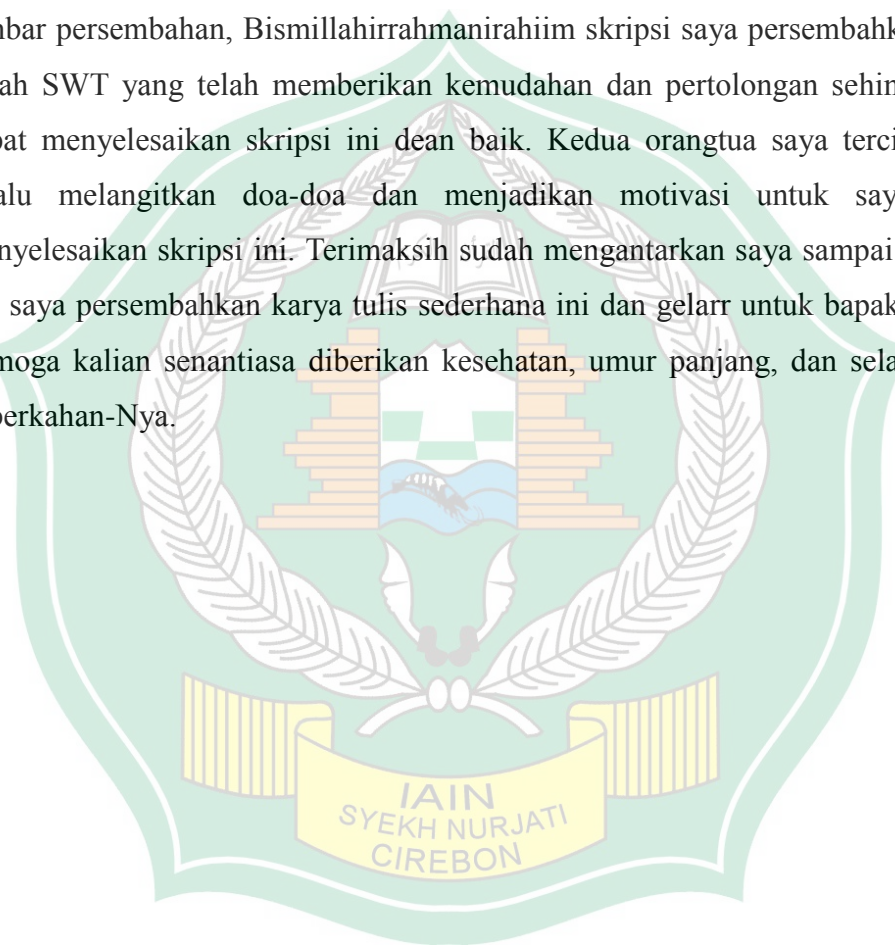 nbar persembahan, Bismillahirrahmanirahiim skripsi saya persembahk
ah SWT yang telah memberikan kemudahan dan pertolongan sehin
at menyelesaikan skripsi ini dean baik. Kedua orangtua saya terci
alu melangitkan doa-doa dan menjadikan motivasi untuk say
nyelesaikan skripsi ini. Terimaksih sudah mengantarkan saya sampai
saya persembahkan karya tulis sederhana ini dan gelarr untuk bapak
moga kalian senantiasa diberikan kesehatan, umur panjang, dan sela
berkahan-Nya.
IAIN
SYEKH NURJATI
CIREBON